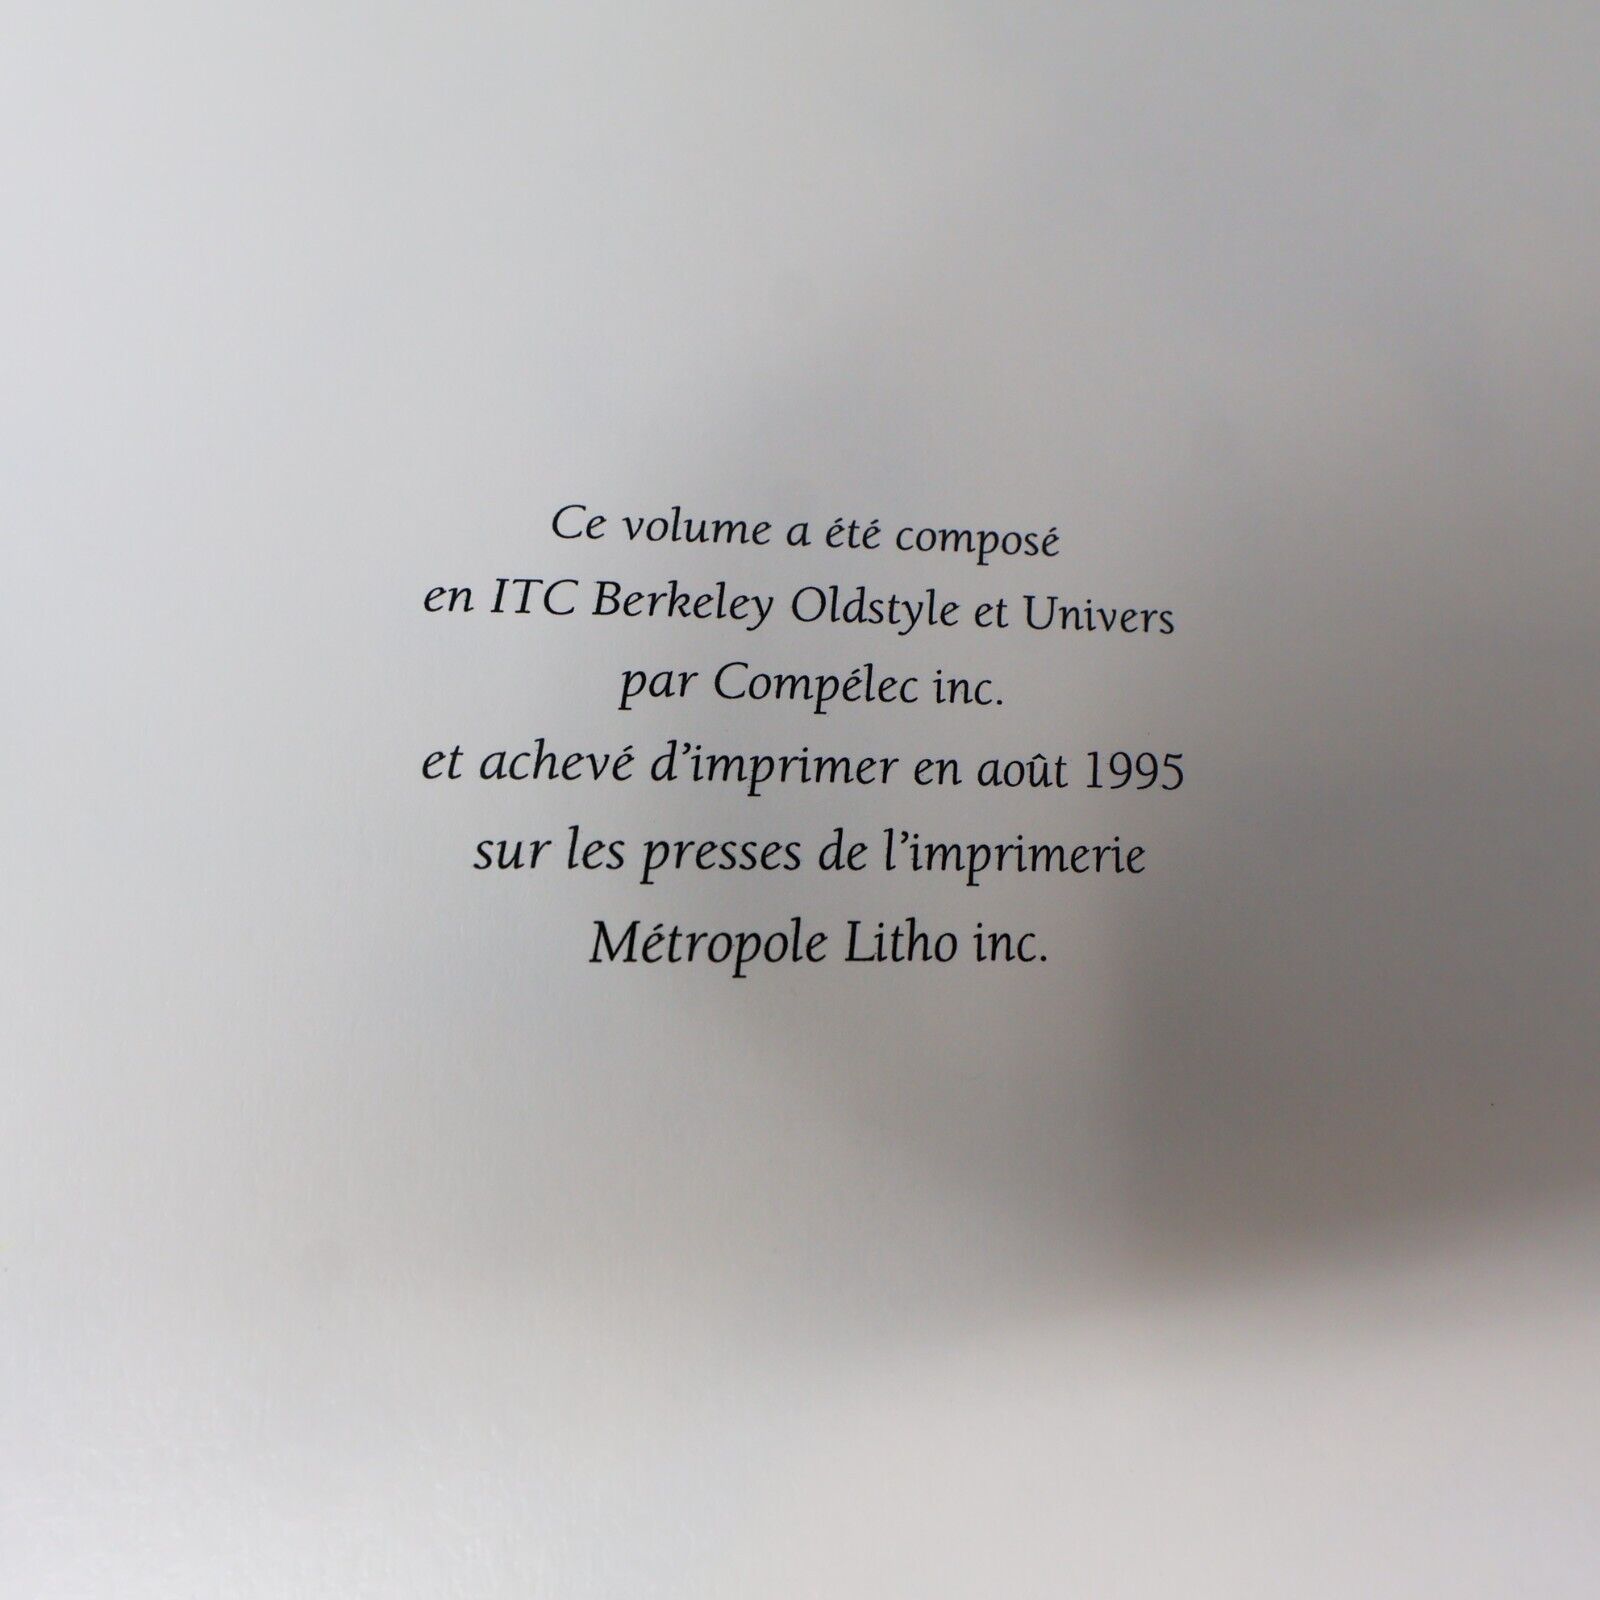 Ce volume a été composé
en ITC Berkeley Oldstyle et Univers
par Compélec inc.
et achevé d'imprimer en août 1995
sur les presses de l'imprimerie
Métropole Litho inc.